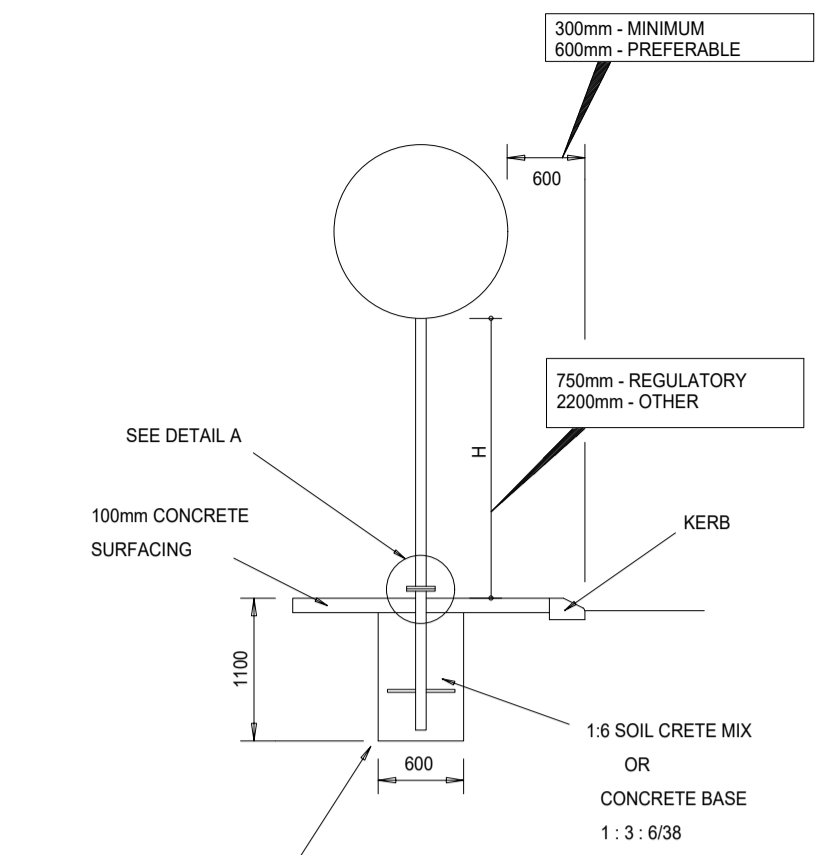 300mm - MINIMUM
600mm - PREFERABLE
600
750mm - REGULATORY
2200mm - OTHER
SEE DETAIL A
H
100mm CONCRETE
SURFACING
KERB
1100
1:6 SOIL CRETE MIX
OR
CONCRETE BASE
1 : 3 : 6/38
600